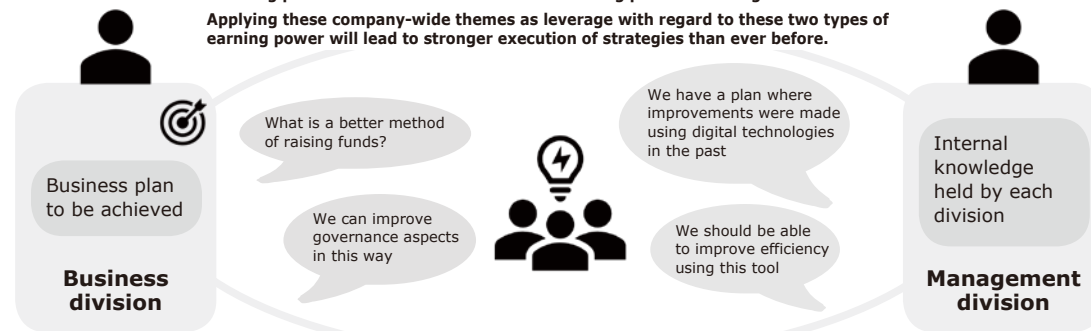 Applying these company-wide themes as leverage with regard to these two types of
earning power will lead to stronger execution of strategies than ever before.
What is a better method
of raising funds?
We have a plan where
improvements were made
using digital technologies
in the past
Business plan
to be achieved
Internal
knowledge
held by each
division
We can improve
governance aspects
in this way
We should be able
to improve efficiency
using this tool
Business
division
Management
division